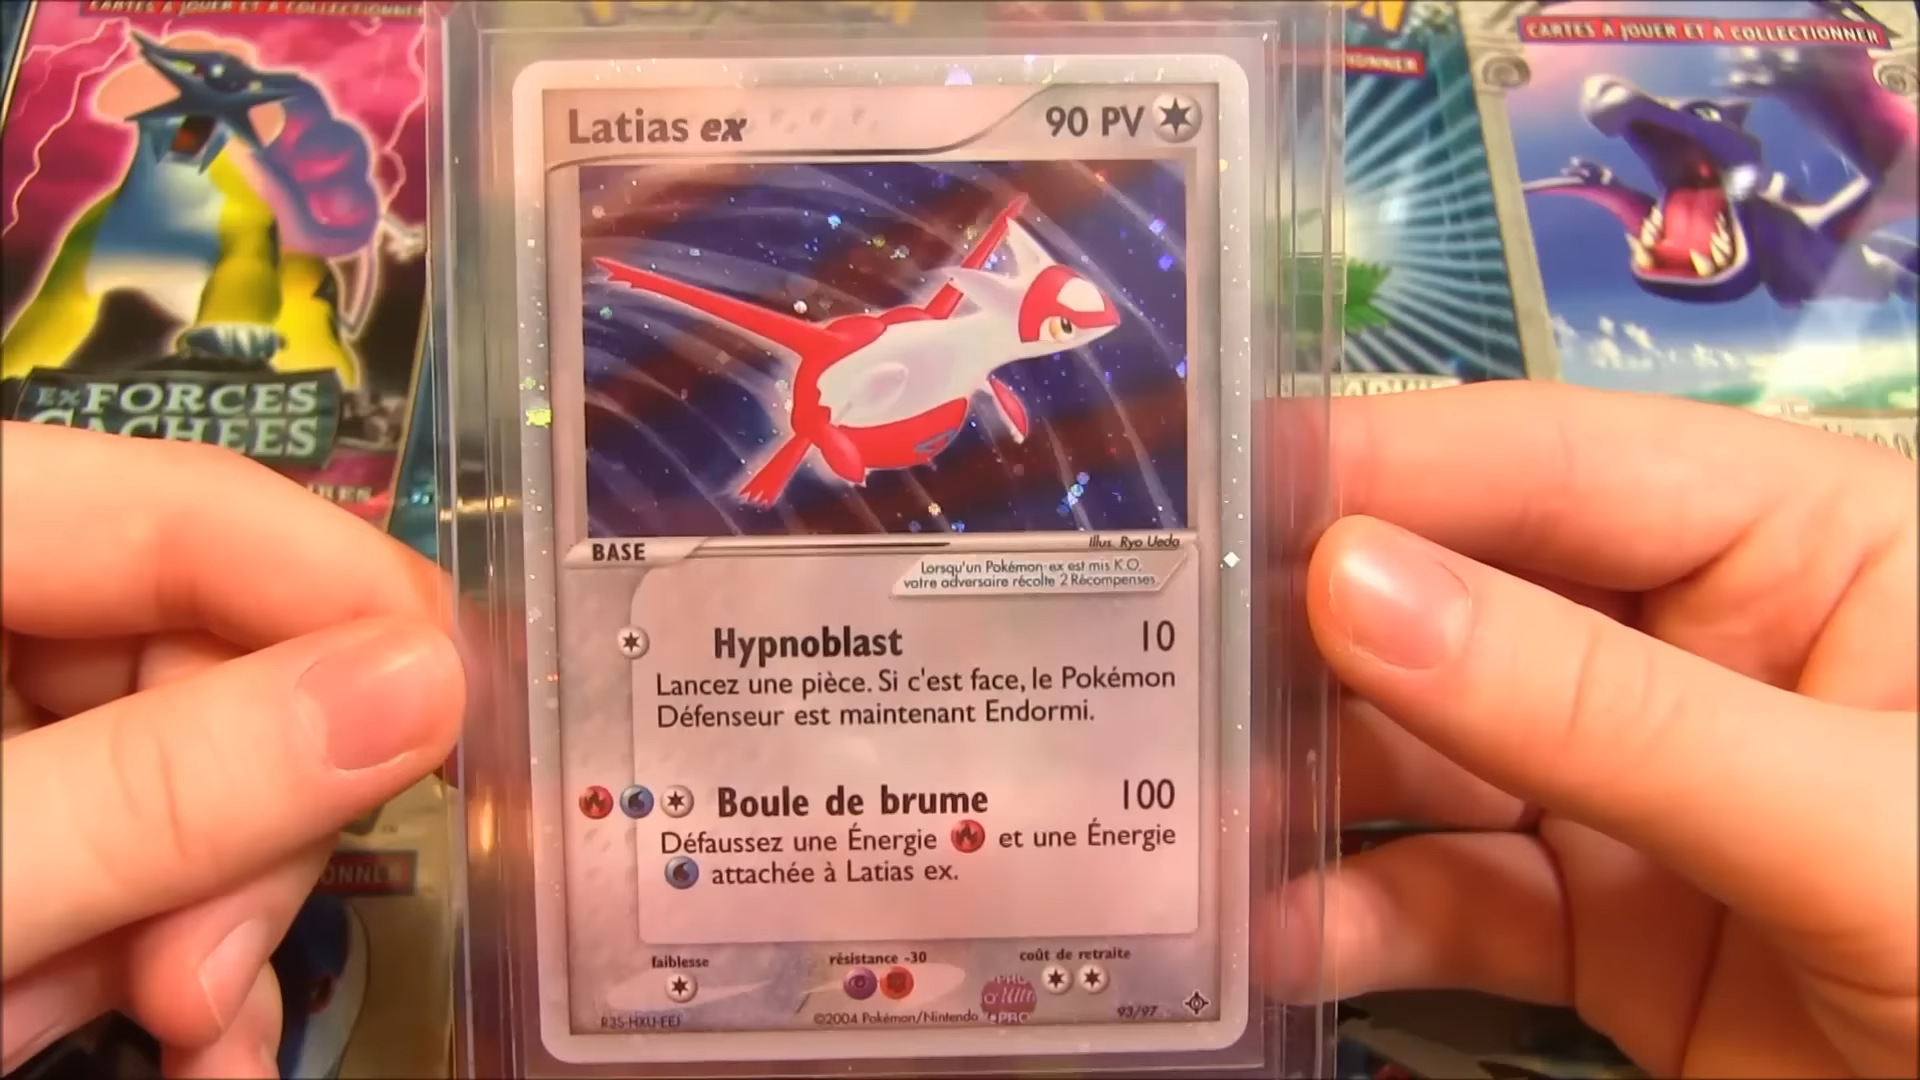 CARTES À JOUER ET À COLLECTIONNER
CARTES À JOUER ET À COLLECTIONNER
IONNER
Latias ex
90 PV
EX FORCES
CACHÉES
BASE
Illus. Ryo Ueda
Lorsqu'un Pokémon-ex est mis K.O,
votre adversaire récolte 2 Récompenses.
Hypnoblast 10
Lancez une pièce. Si c'est face, le Pokémon
Défenseur est maintenant Endormi.
Boule de brume 100
Défaussez une Énergie et une Énergie
attachée à Latias ex.
ONNER
faiblesse
résistance -30
coût de retraite
©2004 Pokémon/Nintendo
93/97